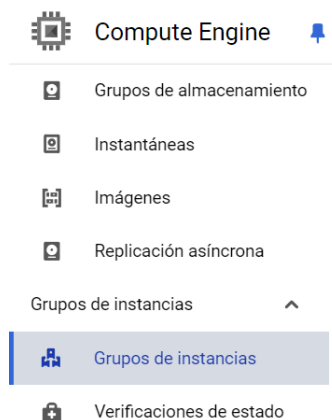 Compute Engine
Grupos de almacenamiento
Instantáneas
Imágenes
Replicación asíncrona
Grupos de instancias
Grupos de instancias
Verificaciones de estado